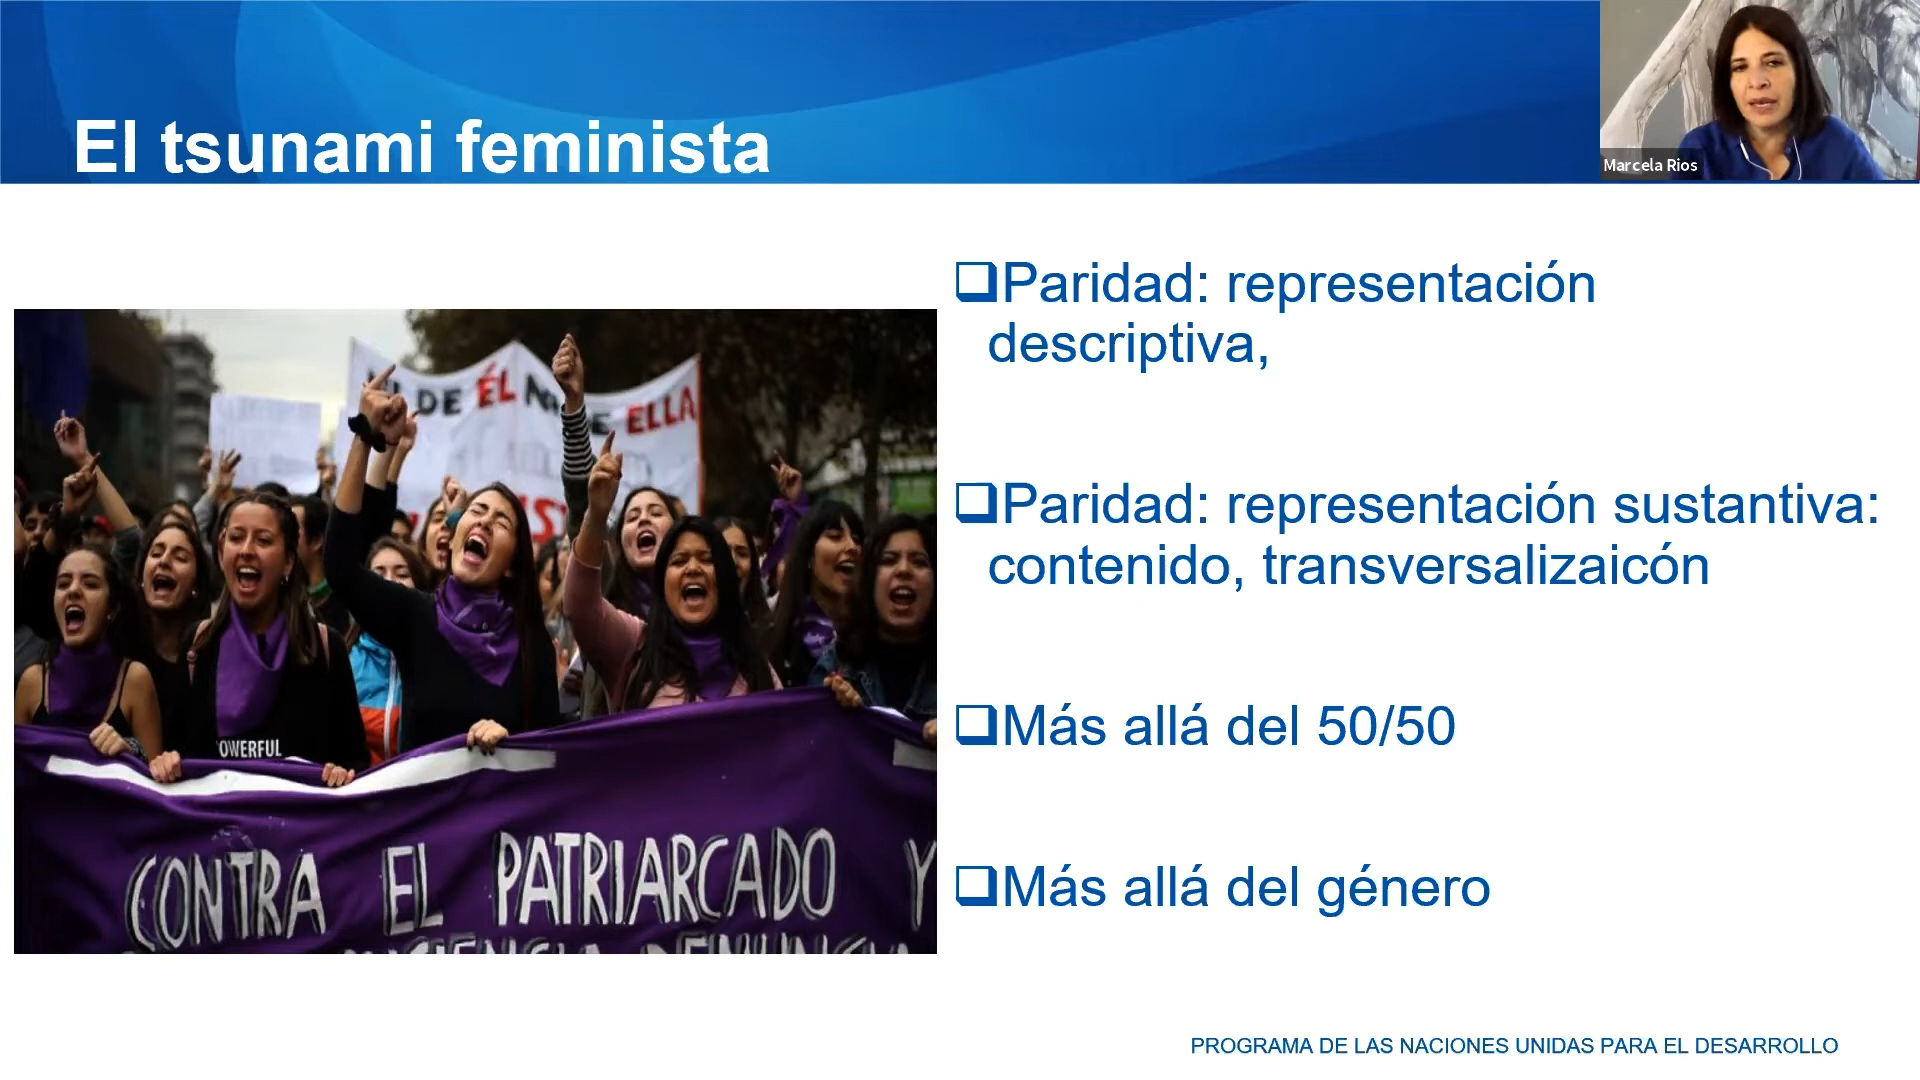 El tsunami feminista
Marcela Rios
Paridad: representación
descriptiva,
Paridad: representación sustantiva:
contenido, transversalizaicón
Más allá del 50/50
Más allá del género
DE ÉL ELLA
OWERFUL
CONTRA EL PATRIARCADO Y
PROGRAMA DE LAS NACIONES UNIDAS PARA EL DESARROLLO